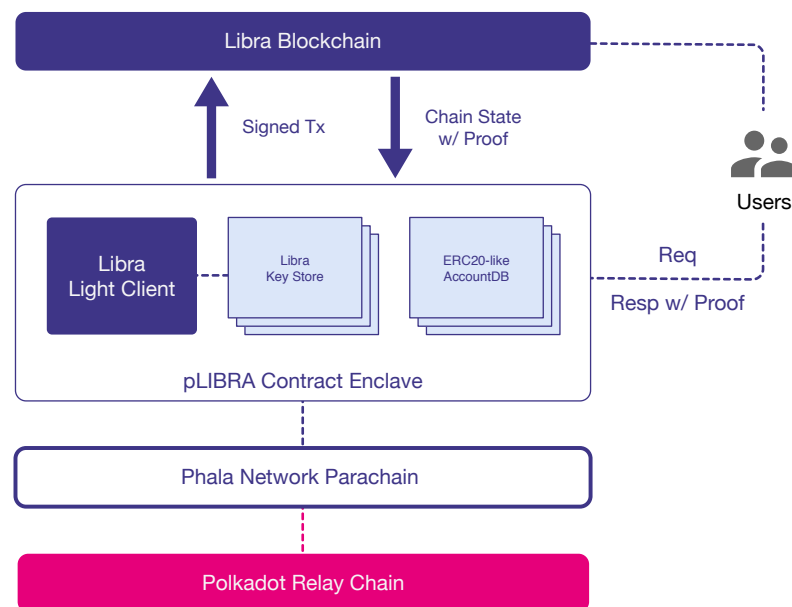 Libra Blockchain
Signed Tx
Chain State
w/ Proof
Users
Libra
Light Client
Libra
Key Store
ERC20-like
AccountDB
Req
Resp w/ Proof
pLIBRA Contract Enclave
Phala Network Parachain
Polkadot Relay Chain